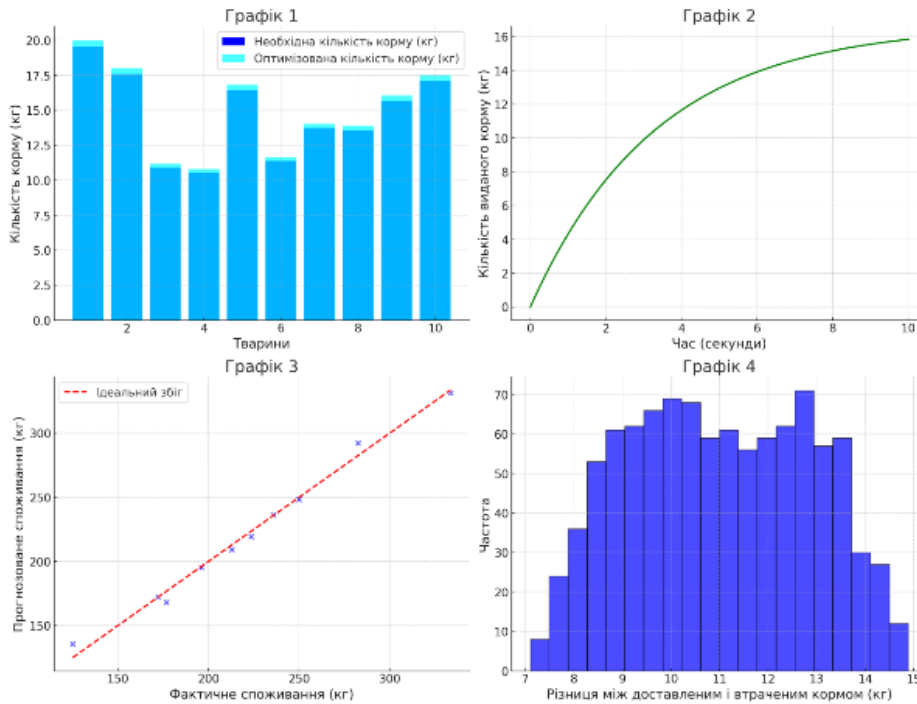 Графік 1
Кількість корму (кг)
20.0
17.5
15.0
12.5
10.0
7.5
5.0
2.5
0.0
Необхідна кількість корму (кг)
Оптимізована кількість корму (кг)
2 4 6 8 10
Тварини
Графік 2
Кількість виданого корму (кг)
16
14
12
10
8
6
4
2
0
0 2 4 6 8 10
Час (секунди)
Графік 3
Прогнозоване споживання (кг)
Ідеальний збіг
300
250
200
150
150 200 250 300
Фактичне споживання (кг)
Графік 4
Частота
70
60
50
40
30
20
10
0
7 8 9 10 11 12 13 14 15
Різниця між доставленим і втраченим кормом (кг)